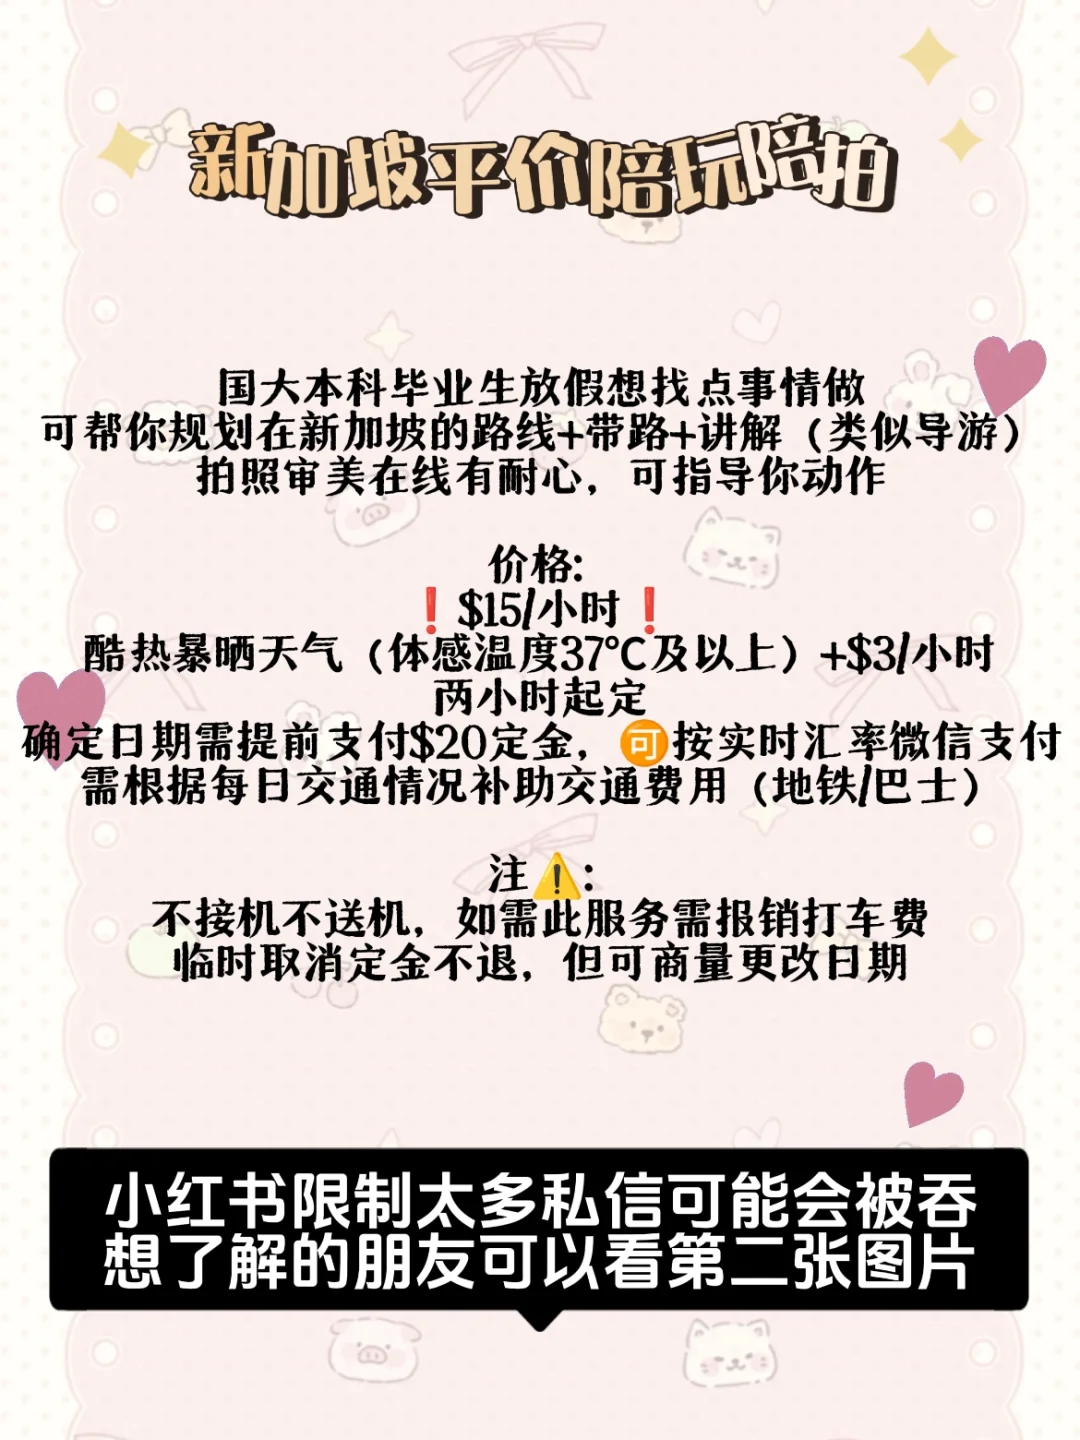 新加坡平价陪玩陪拍
国大本科毕业生放假想找点事情做
可帮你规划在新加坡的路线+带路+讲解（类似导游）
拍照审美在线有耐心，可指导你动作
价格:
❗$15/小时❗
酷热暴晒天气（体感温度37℃及以上）+$3/小时
两小时起定
确定日期需提前支付$20定金，🉑按实时汇率微信支付
需根据每日交通情况补助交通费用（地铁/巴士）
注⚠️:
不接机不送机，如需此服务需报销打车费
临时取消定金不退，但可商量更改日期
小红书限制太多私信可能会被吞
想了解的朋友可以看第二张图片